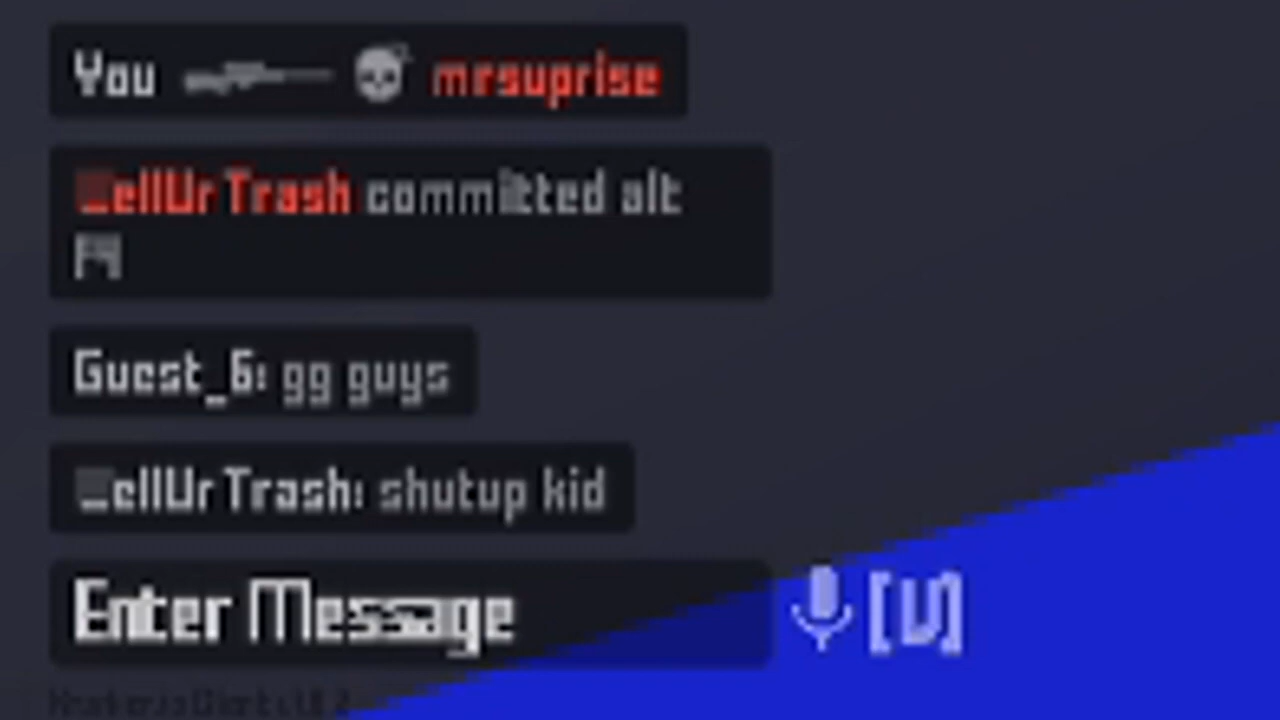 You mrsuprise
committed alt
F4
Guest_6: gg guys
shutup kid
Enter Message
[V]